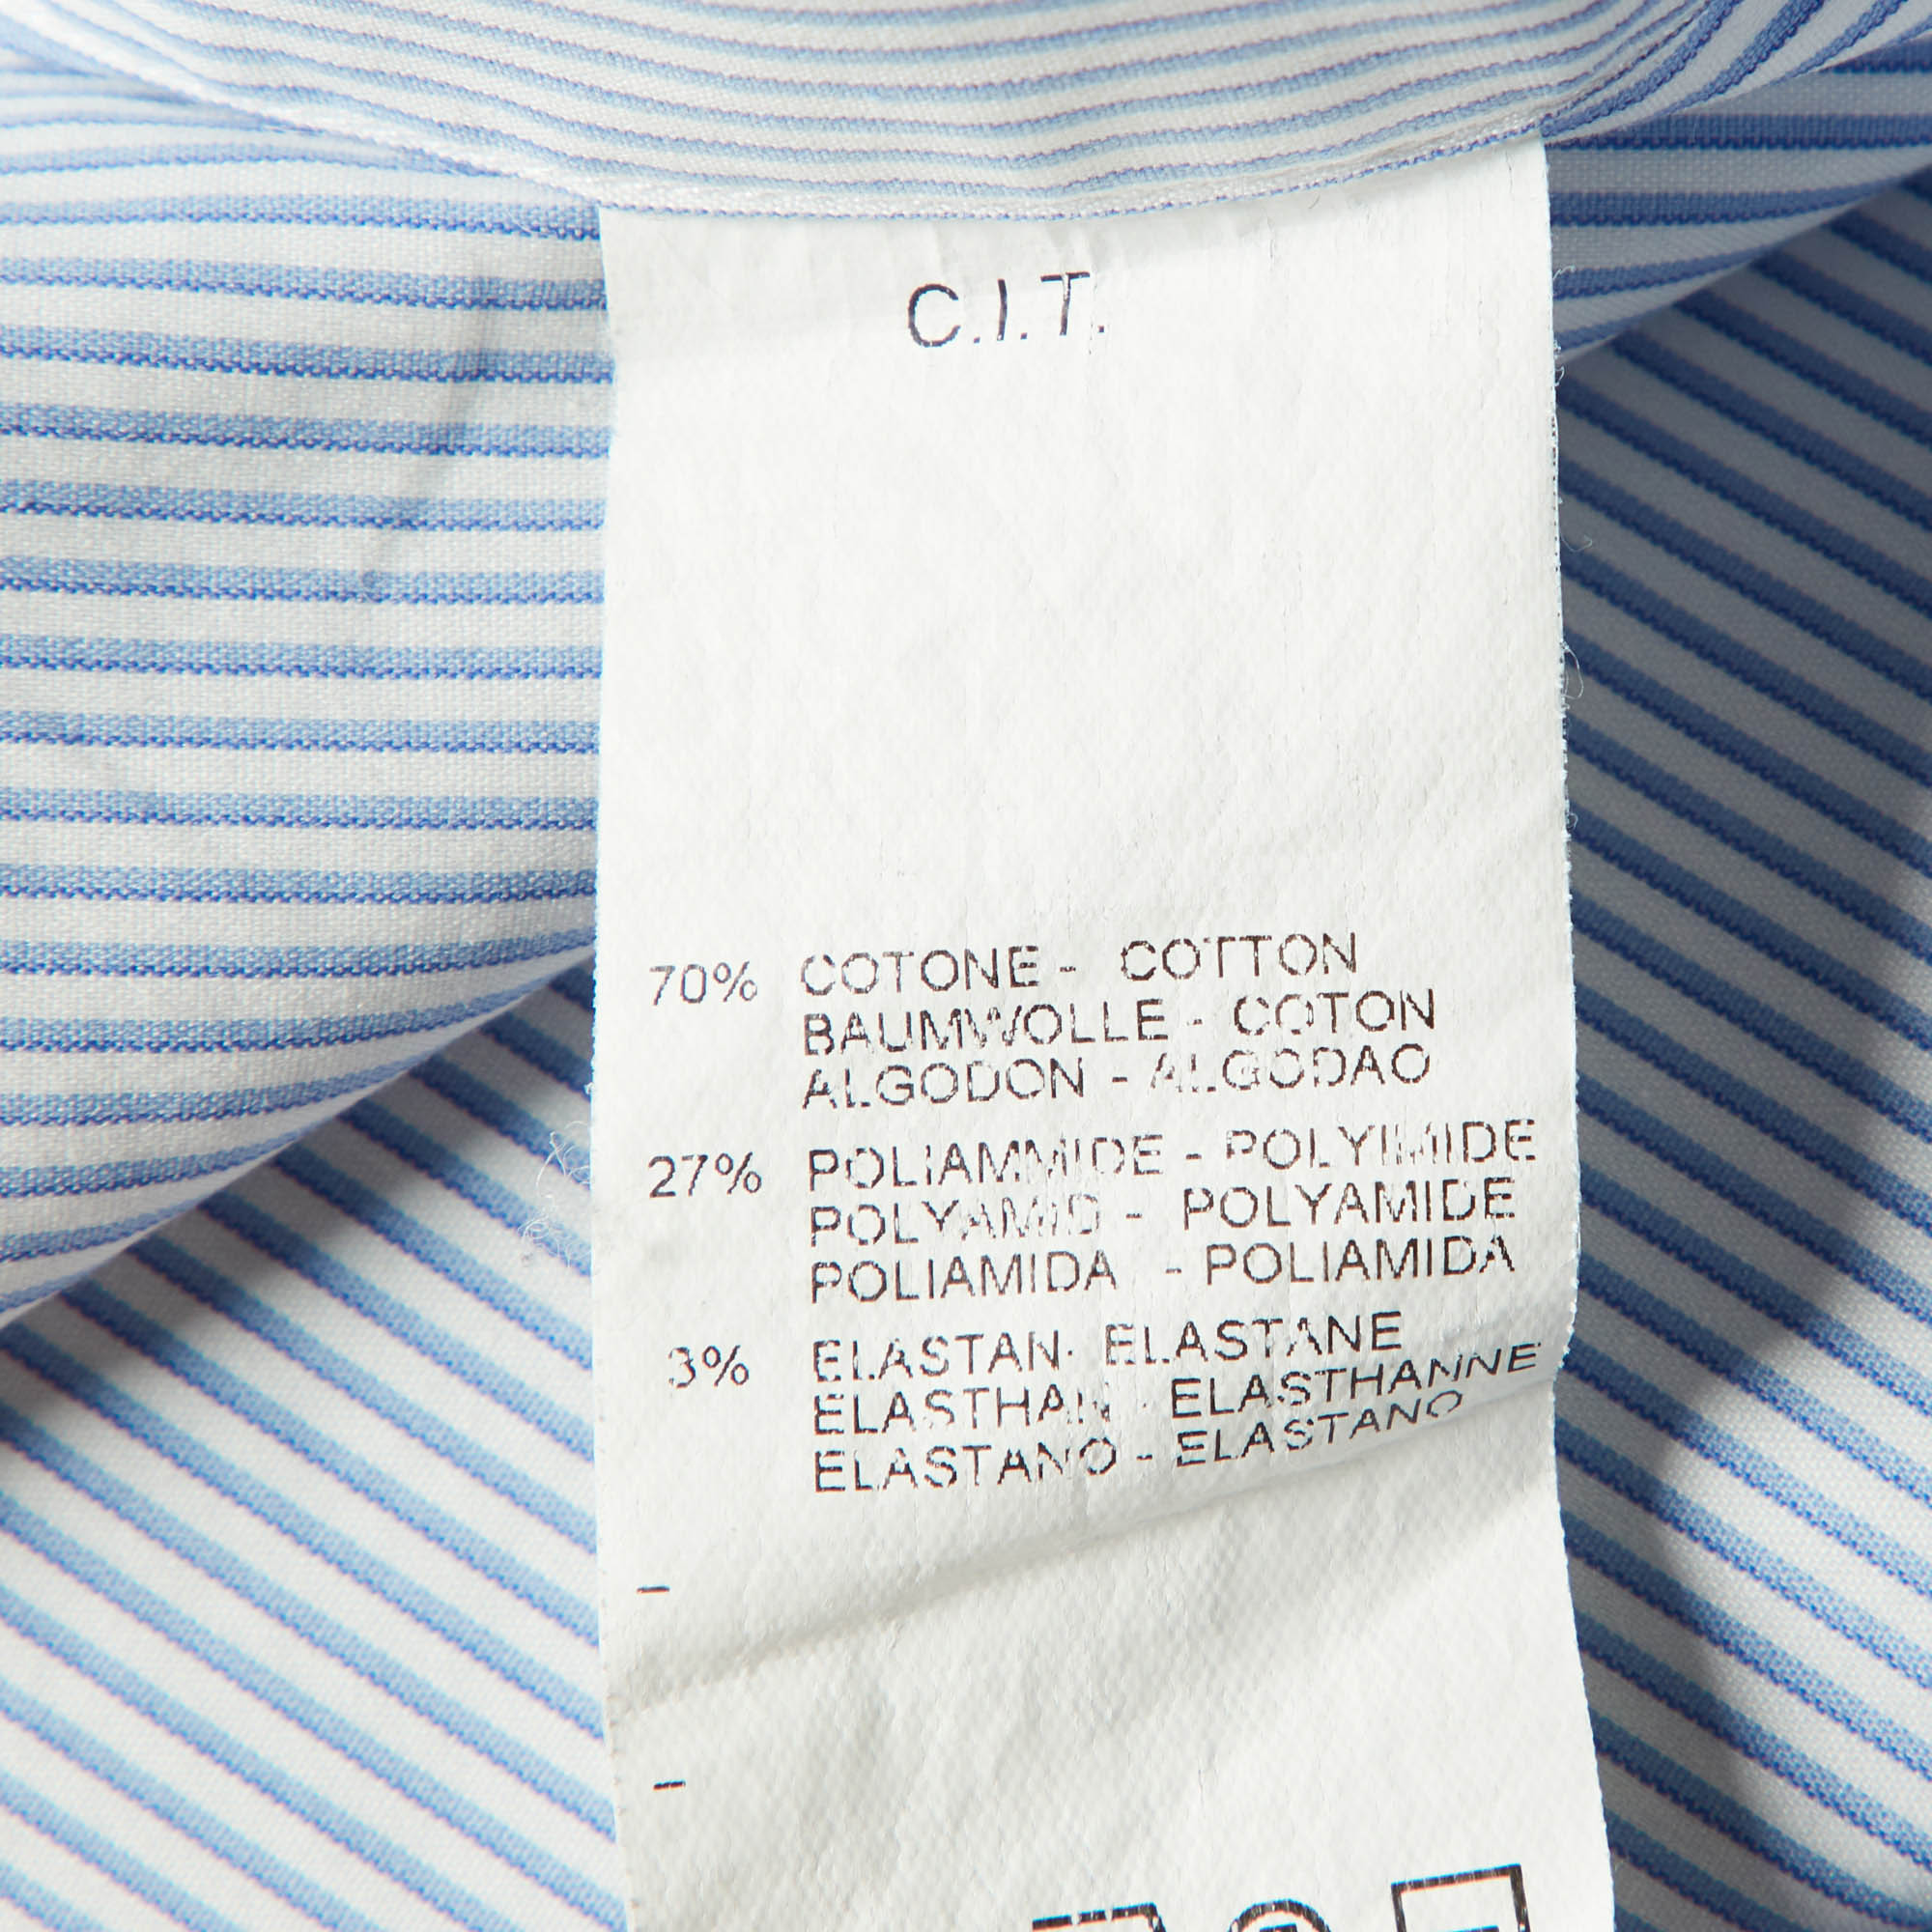 C.I.T.
70% COTONE - COTTON
BAUMWOLLE - COTON
ALGODON - ALGODAO
27% POLIAMMIDE - POLYIMIDE
POLYAMID - POLYAMIDE
POLIAMIDA - POLIAMIDA
3% ELASTAN - ELASTANE
ELASTHAN - ELASTHANNE
ELASTANO - ELASTANO
-
-